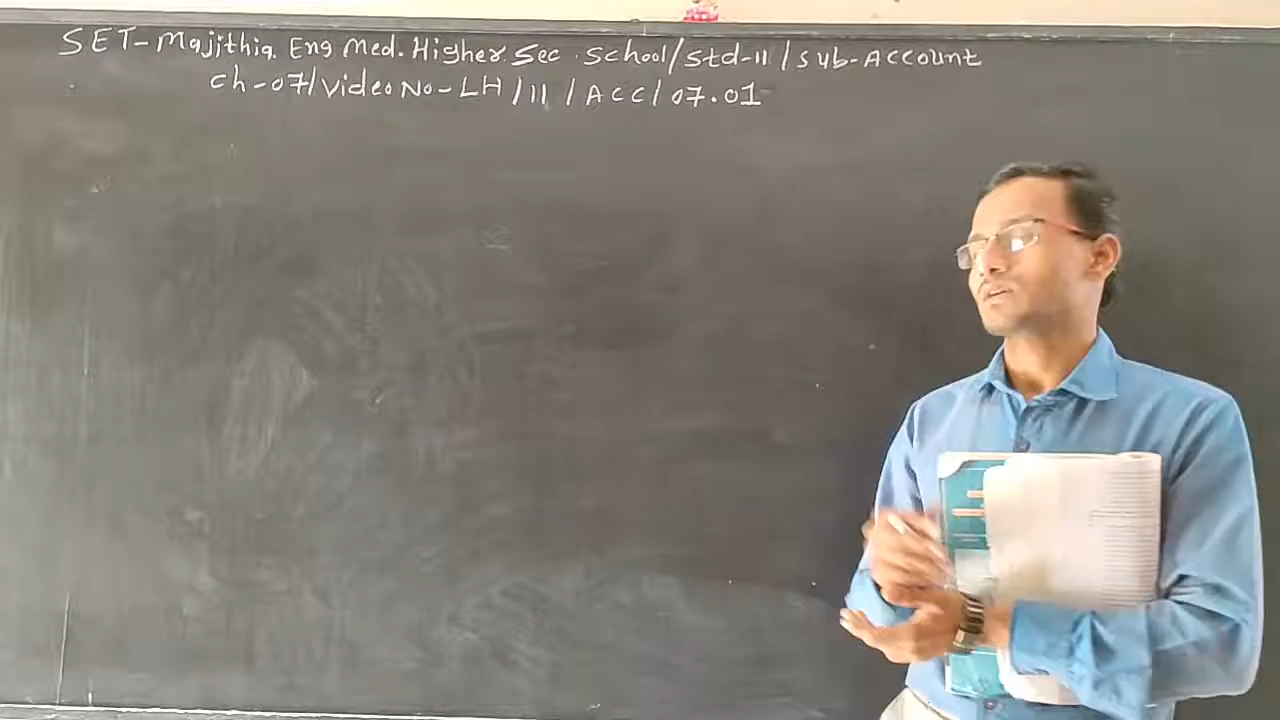 SET-Majithia Eng Med. Higher Sec. School/Std-11/Sub-Account
Ch-07/Video No-LH/11/ACC/07.01